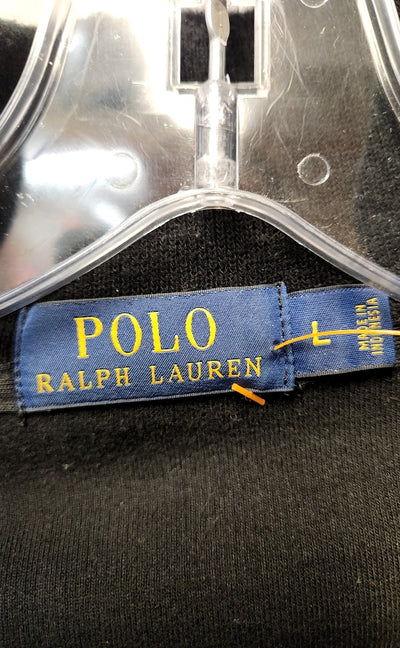 POLO
RALPH LAUREN
L
MADE IN
INDONESIA